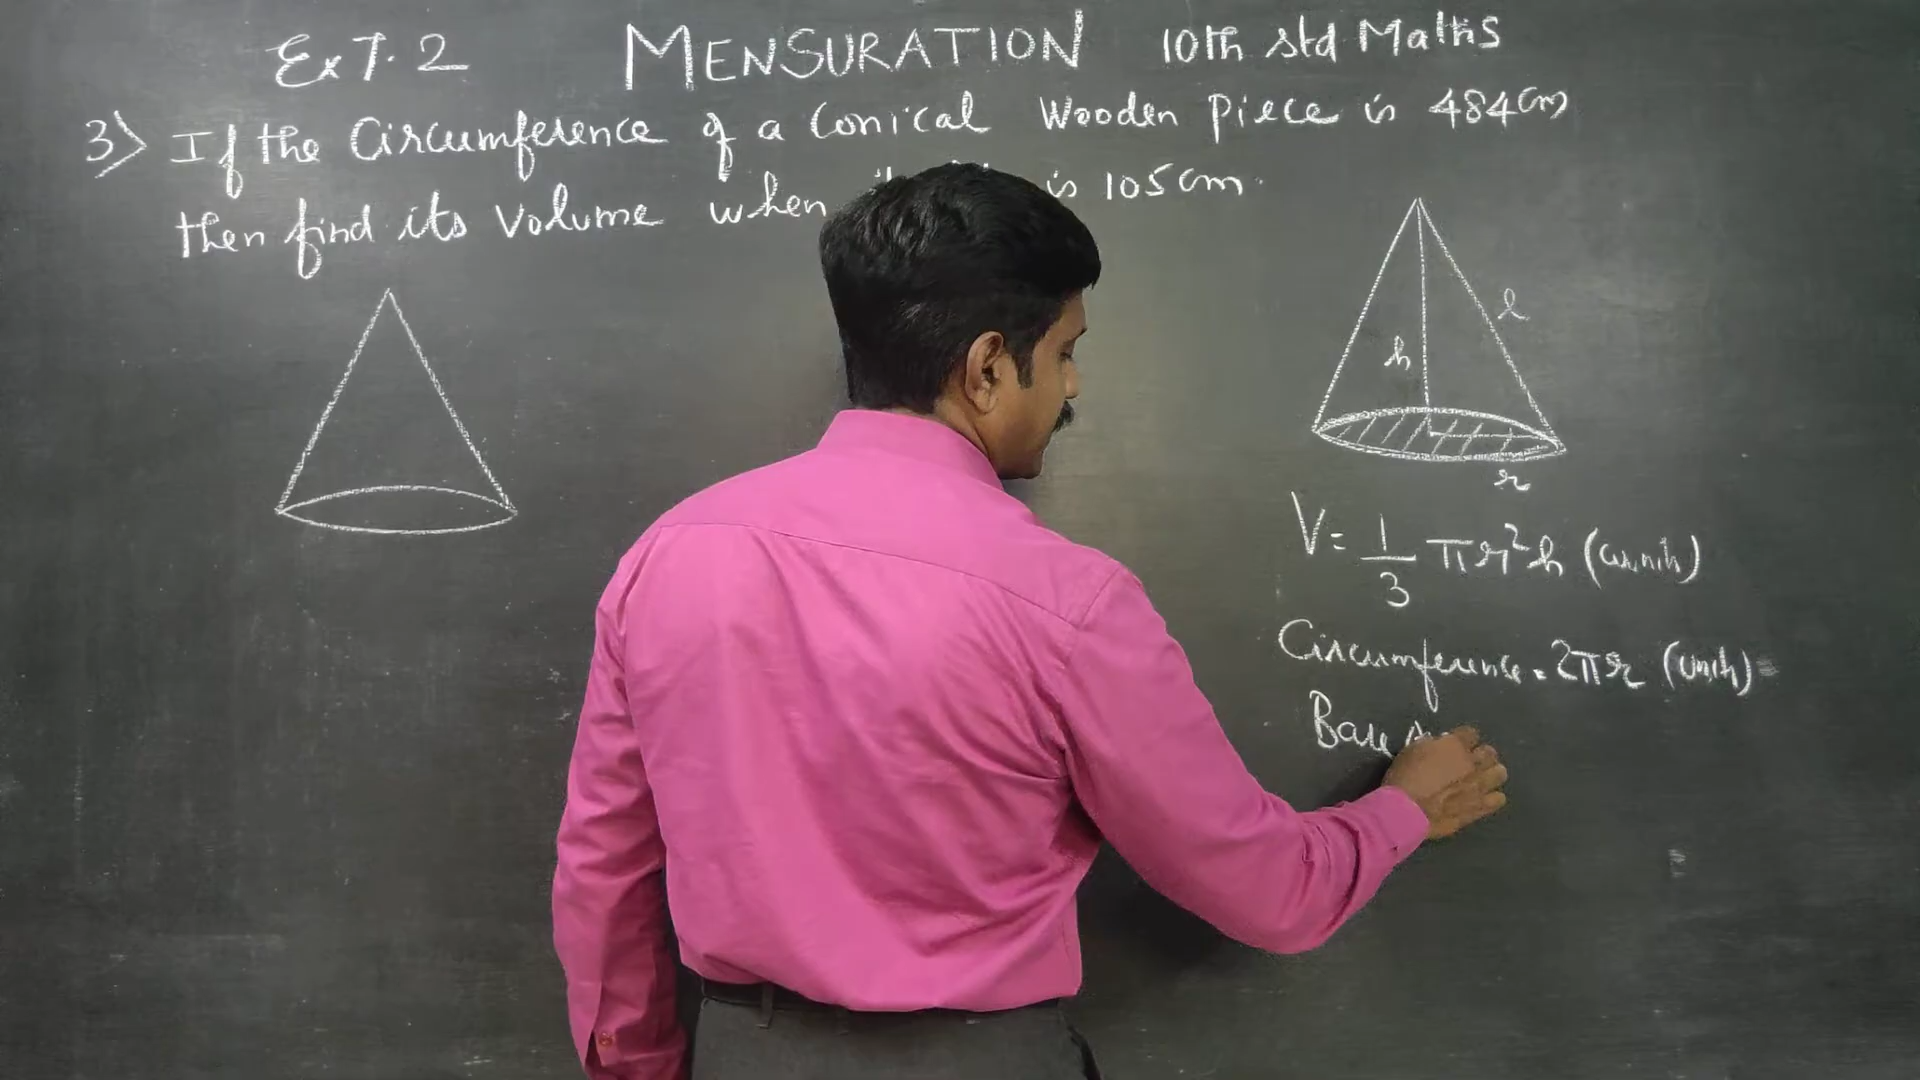 Ex 7.2 MENSURATION 10th std Maths
3) If the Circumference of a Conical Wooden Piece is 484cm
then find its Volume when is 105cm.
l
h
r
V= 1/3 πr²h (cu.units)
Circumference = 2πr (units)
Base